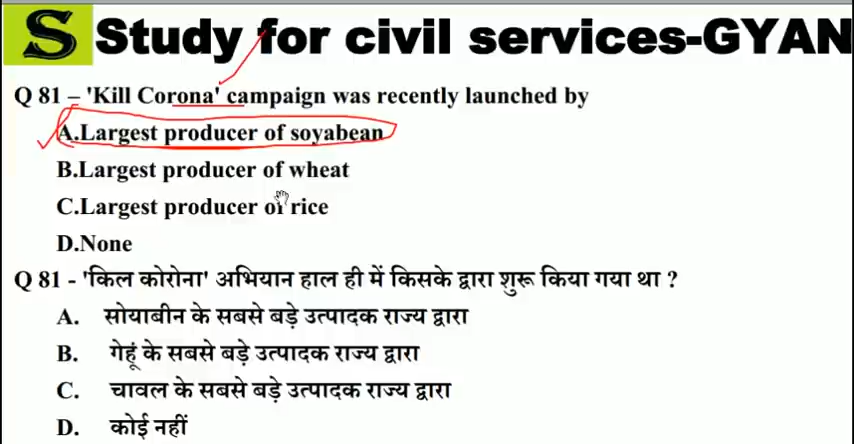 S Study for civil services-GYAN
Q 81 – 'Kill Corona' campaign was recently launched by
A.Largest producer of soyabean
B.Largest producer of wheat
C.Largest producer of rice
D.None
Q 81 - 'किल कोरोना' अभियान हाल ही में किसके द्वारा शुरू किया गया था ?
A. सोयाबीन के सबसे बड़े उत्पादक राज्य द्वारा
B. गेहूं के सबसे बड़े उत्पादक राज्य द्वारा
C. चावल के सबसे बड़े उत्पादक राज्य द्वारा
D. कोई नहीं